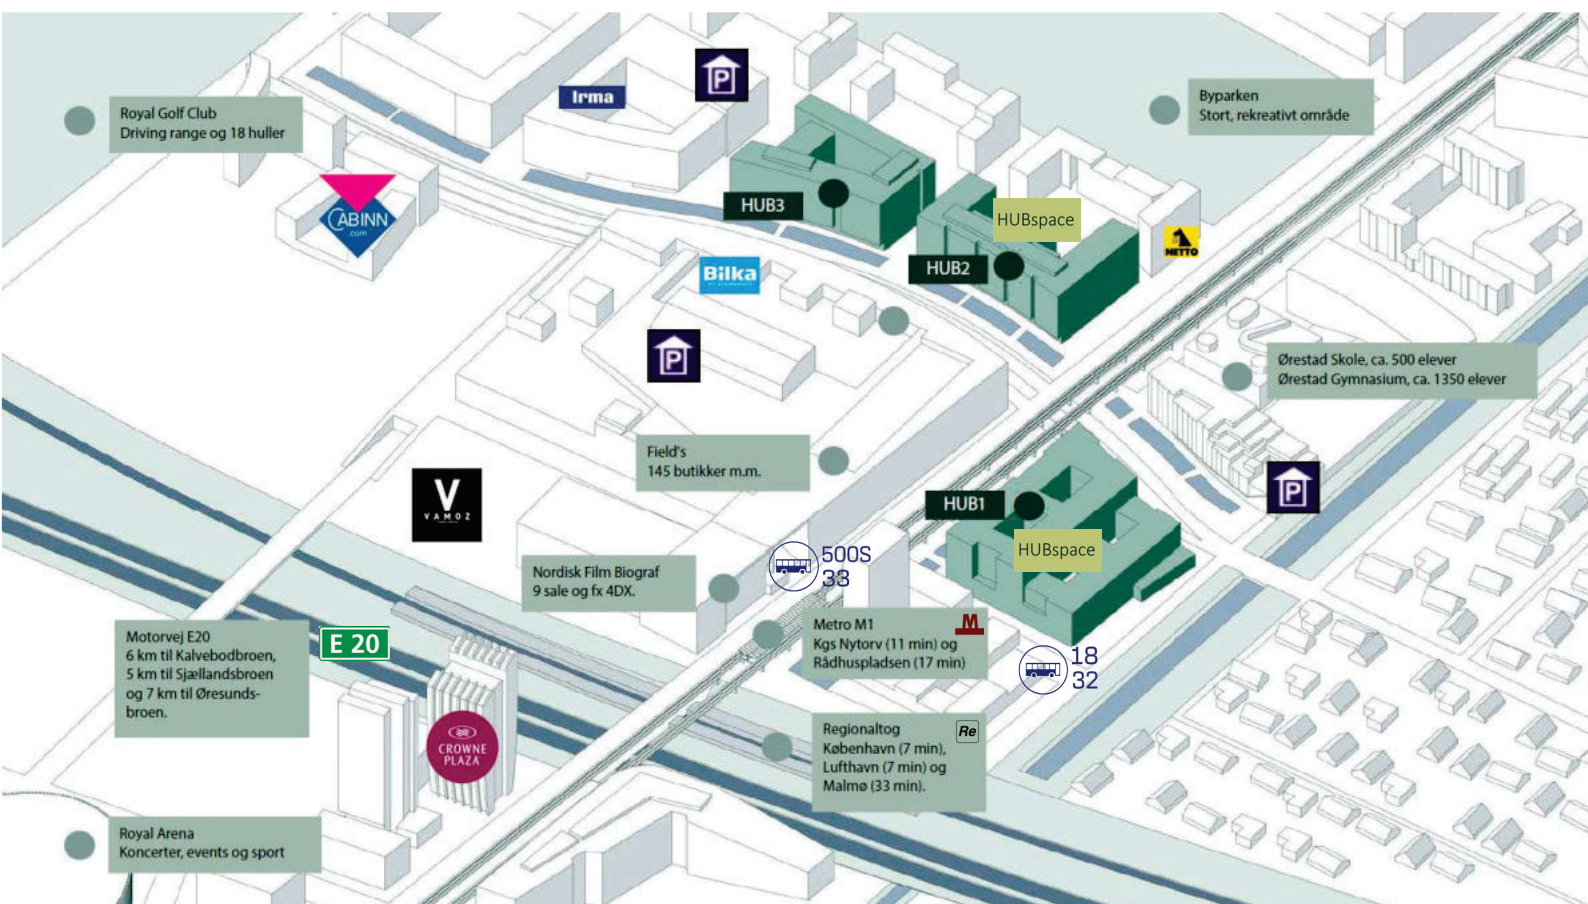 Royal Golf Club
Driving range og 18 huller
Irma
P
Byparken
Stort, rekreativt område
CABINN
.com
HUB3
HUBspace
NETTO
HUB2
Bilka
P
Ørestad Skole, ca. 500 elever
Ørestad Gymnasium, ca. 1350 elever
Field's
145 butikker m.m.
V
VAMOZ
P
HUB1
HUBspace
500S
33
Nordisk Film Biograf
9 sale og fx 4DX.
Metro M1
Kgs Nytorv (11 min) og
Rådhuspladsen (17 min)
M
18
32
Motorvej E20
6 km til Kalvebodbroen,
5 km til Sjællandsbroen
og 7 km til Øresunds-
broen.
E 20
CROWNE
PLAZA
Regionaltog
København (7 min),
Lufthavn (7 min) og
Malmø (33 min).
Re
Royal Arena
Koncerter, events og sport